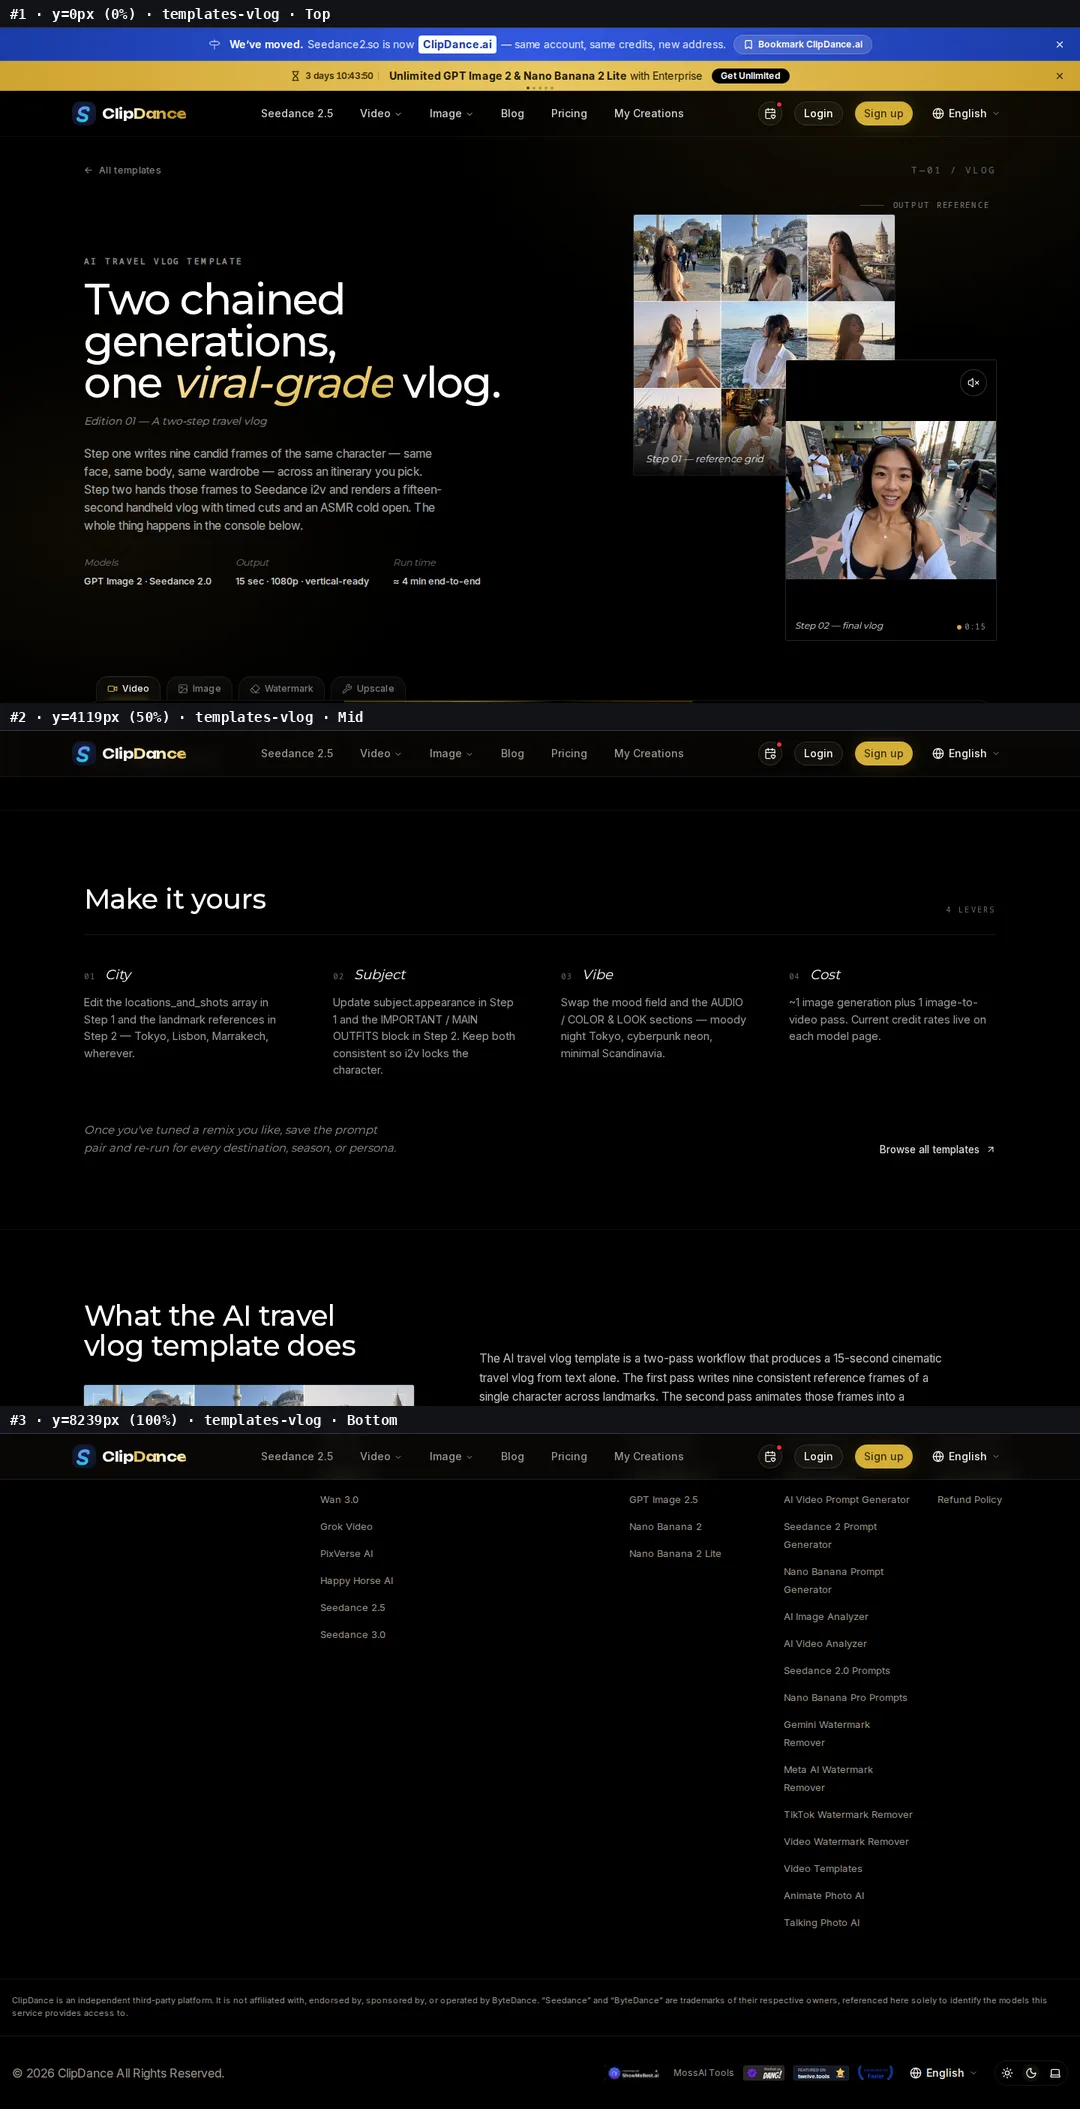 #1 · y=0px (0%) · templates-vlog · Top
We've moved. Seedance2.so is now ClipDance.ai — same account, same credits, new address. Bookmark ClipDance.ai
3 days 10:43:50 Unlimited GPT Image 2 & Nano Banana 2 Lite with Enterprise Get Unlimited
ClipDance Seedance 2.5 Video Image Blog Pricing My Creations Login Sign up English
← All templates
T—01 / VLOG
OUTPUT REFERENCE
AI TRAVEL VLOG TEMPLATE
Two chained
generations,
one viral-grade vlog.
Edition 01 — A two-step travel vlog
Step one writes nine candid frames of the same character — same
face, same body, same wardrobe — across an itinerary you pick.
Step two hands those frames to Seedance i2v and renders a fifteen-
second handheld vlog with timed cuts and an ASMR cold open. The
whole thing happens in the console below.
Models Output Run time
GPT Image 2 · Seedance 2.0 15 sec · 1080p · vertical-ready ≈ 4 min end-to-end
Step 01 — reference grid
Step 02 — final vlog 0:15
Video Image Watermark Upscale
#2 · y=4119px (50%) · templates-vlog · Mid
ClipDance Seedance 2.5 Video Image Blog Pricing My Creations Login Sign up English
Make it yours
4 LEVERS
01 City
Edit the locations_and_shots array in
Step 1 and the landmark references in
Step 2 — Tokyo, Lisbon, Marrakech,
wherever.
02 Subject
Update subject.appearance in Step
1 and the IMPORTANT / MAIN
OUTFITS block in Step 2. Keep both
consistent so i2v locks the
character.
03 Vibe
Swap the mood field and the AUDIO
/ COLOR & LOOK sections — moody
night Tokyo, cyberpunk neon,
minimal Scandinavia.
04 Cost
~1 image generation plus 1 image-to-
video pass. Current credit rates live on
each model page.
Once you've tuned a remix you like, save the prompt
pair and re-run for every destination, season, or persona.
Browse all templates ↗
What the AI travel
vlog template does
The AI travel vlog template is a two-pass workflow that produces a 15-second cinematic
travel vlog from text alone. The first pass writes nine consistent reference frames of a
single character across landmarks. The second pass animates those frames into a
#3 · y=8239px (100%) · templates-vlog · Bottom
ClipDance Seedance 2.5 Video Image Blog Pricing My Creations Login Sign up English
Wan 3.0
Grok Video
PixVerse AI
Happy Horse AI
Seedance 2.5
Seedance 3.0
GPT Image 2.5
Nano Banana 2
Nano Banana 2 Lite
AI Video Prompt Generator
Seedance 2 Prompt
Generator
Nano Banana Prompt
Generator
AI Image Analyzer
AI Video Analyzer
Seedance 2.0 Prompts
Nano Banana Pro Prompts
Gemini Watermark
Remover
Meta AI Watermark
Remover
TikTok Watermark Remover
Video Watermark Remover
Video Templates
Animate Photo AI
Talking Photo AI
Refund Policy
ClipDance is an independent third-party platform. It is not affiliated with, endorsed by, sponsored by, or operated by ByteDance. "Seedance" and "ByteDance" are trademarks of their respective owners, referenced here solely to identify the models this
service provides access to.
© 2026 ClipDance All Rights Reserved.
ShowMeBest.ai MossAI Tools DANG! FEATURED ON twelve.tools Fazier English